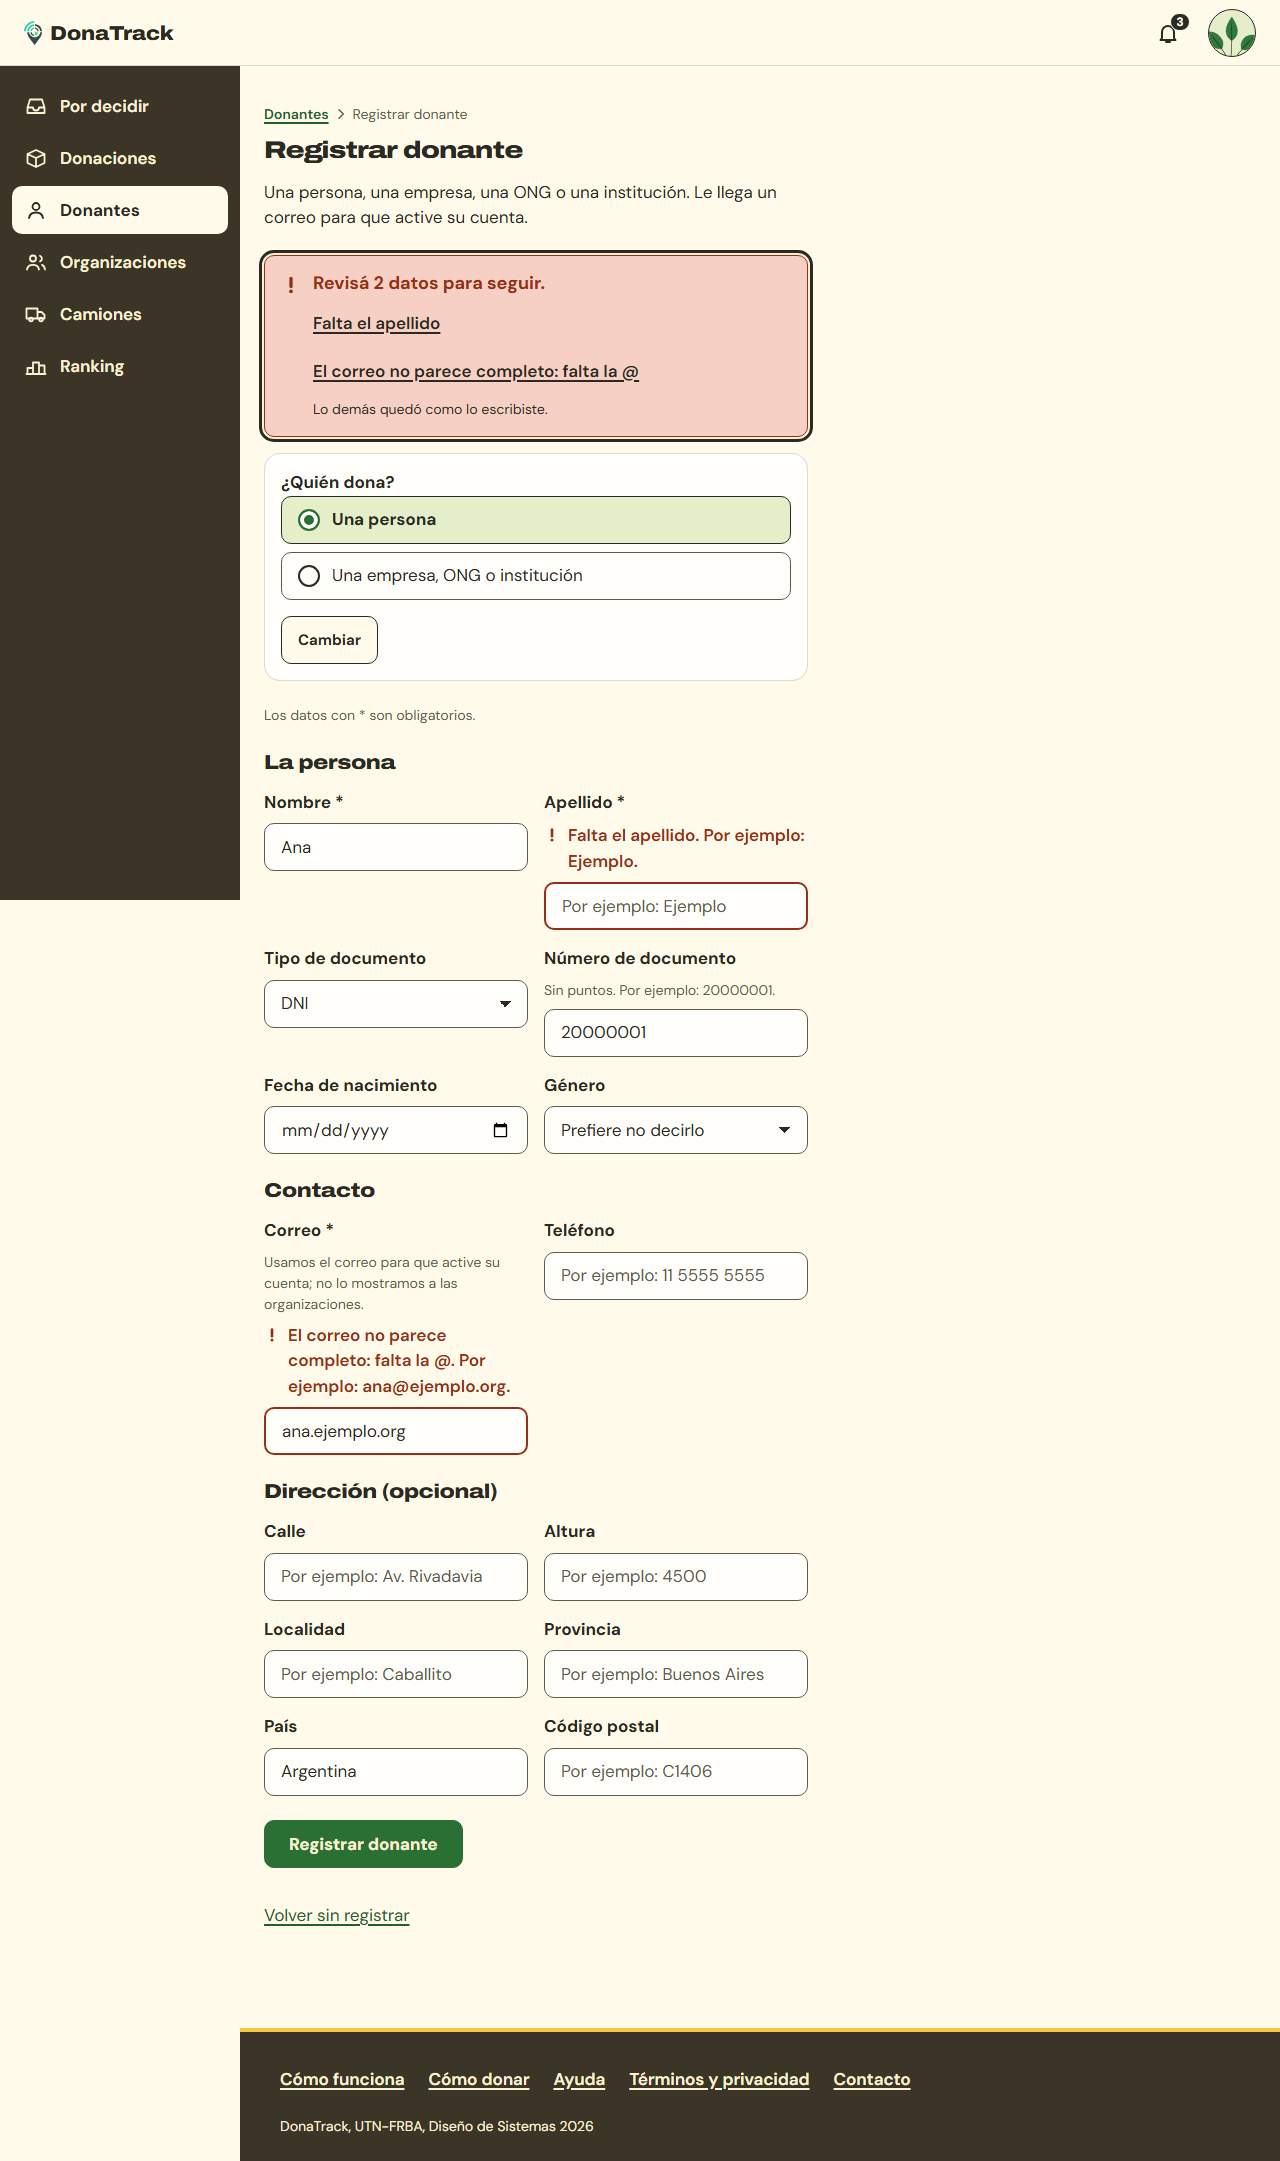 DonaTrack
3
Por decidir
Donaciones
Donantes
Organizaciones
Camiones
Ranking
Donantes > Registrar donante
Registrar donante
Una persona, una empresa, una ONG o una institución. Le llega un
correo para que active su cuenta.
! Revisá 2 datos para seguir.
Falta el apellido
El correo no parece completo: falta la @
Lo demás quedó como lo escribiste.
¿Quién dona?
Una persona
Una empresa, ONG o institución
Cambiar
Los datos con * son obligatorios.
La persona
Nombre *
Ana
Apellido *
! Falta el apellido. Por ejemplo:
Ejemplo.
Por ejemplo: Ejemplo
Tipo de documento
DNI
Número de documento
Sin puntos. Por ejemplo: 20000001.
20000001
Fecha de nacimiento
mm/dd/yyyy
Género
Prefiere no decirlo
Contacto
Correo *
Usamos el correo para que active su
cuenta; no lo mostramos a las
organizaciones.
! El correo no parece
completo: falta la @. Por
ejemplo: ana@ejemplo.org.
ana.ejemplo.org
Teléfono
Por ejemplo: 11 5555 5555
Dirección (opcional)
Calle
Por ejemplo: Av. Rivadavia
Altura
Por ejemplo: 4500
Localidad
Por ejemplo: Caballito
Provincia
Por ejemplo: Buenos Aires
País
Argentina
Código postal
Por ejemplo: C1406
Registrar donante
Volver sin registrar
Cómo funciona Cómo donar Ayuda Términos y privacidad Contacto
DonaTrack, UTN-FRBA, Diseño de Sistemas 2026